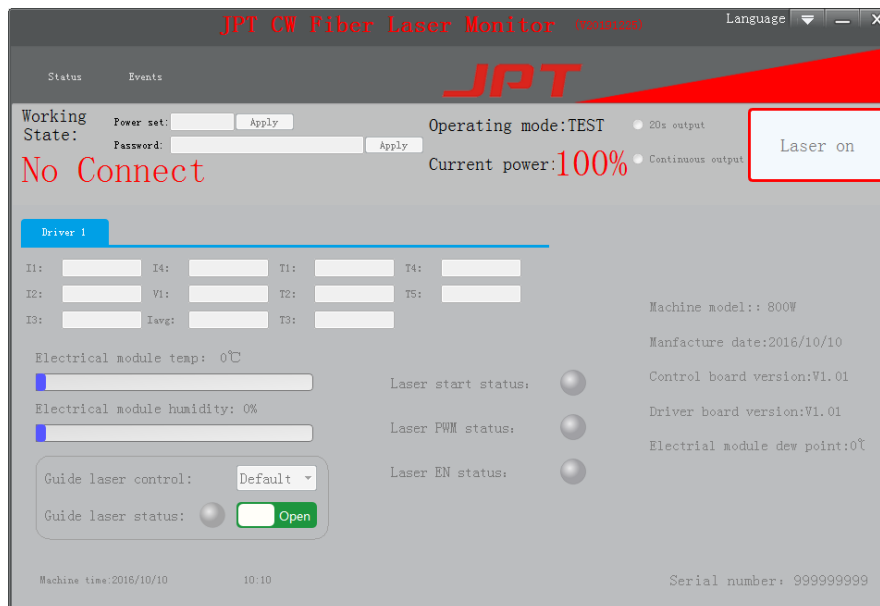 JPT CW Fiber Laser Monitor
Language
Status Events
JPT
Working State:
No Connect
Power set: Apply
Password: Apply
Operating mode:TEST
Current power:100%
20s output
Continuous output
Laser on
Driver 1
I1: I4: T1: T4:
I2: V1: T2: T5:
I3: Iavg: T3:
Electrical module temp: 0℃
Electrical module humidity: 0%
Guide laser control: Default
Guide laser status: Open
Laser start status:
Laser PWM status:
Laser EN status:
Machine model:: 800W
Manfacture date:2016/10/10
Control board version:V1.01
Driver board version:V1.01
Electrial module dew point:0℃
Machine time:2016/10/10 10:10
Serial number: 999999999